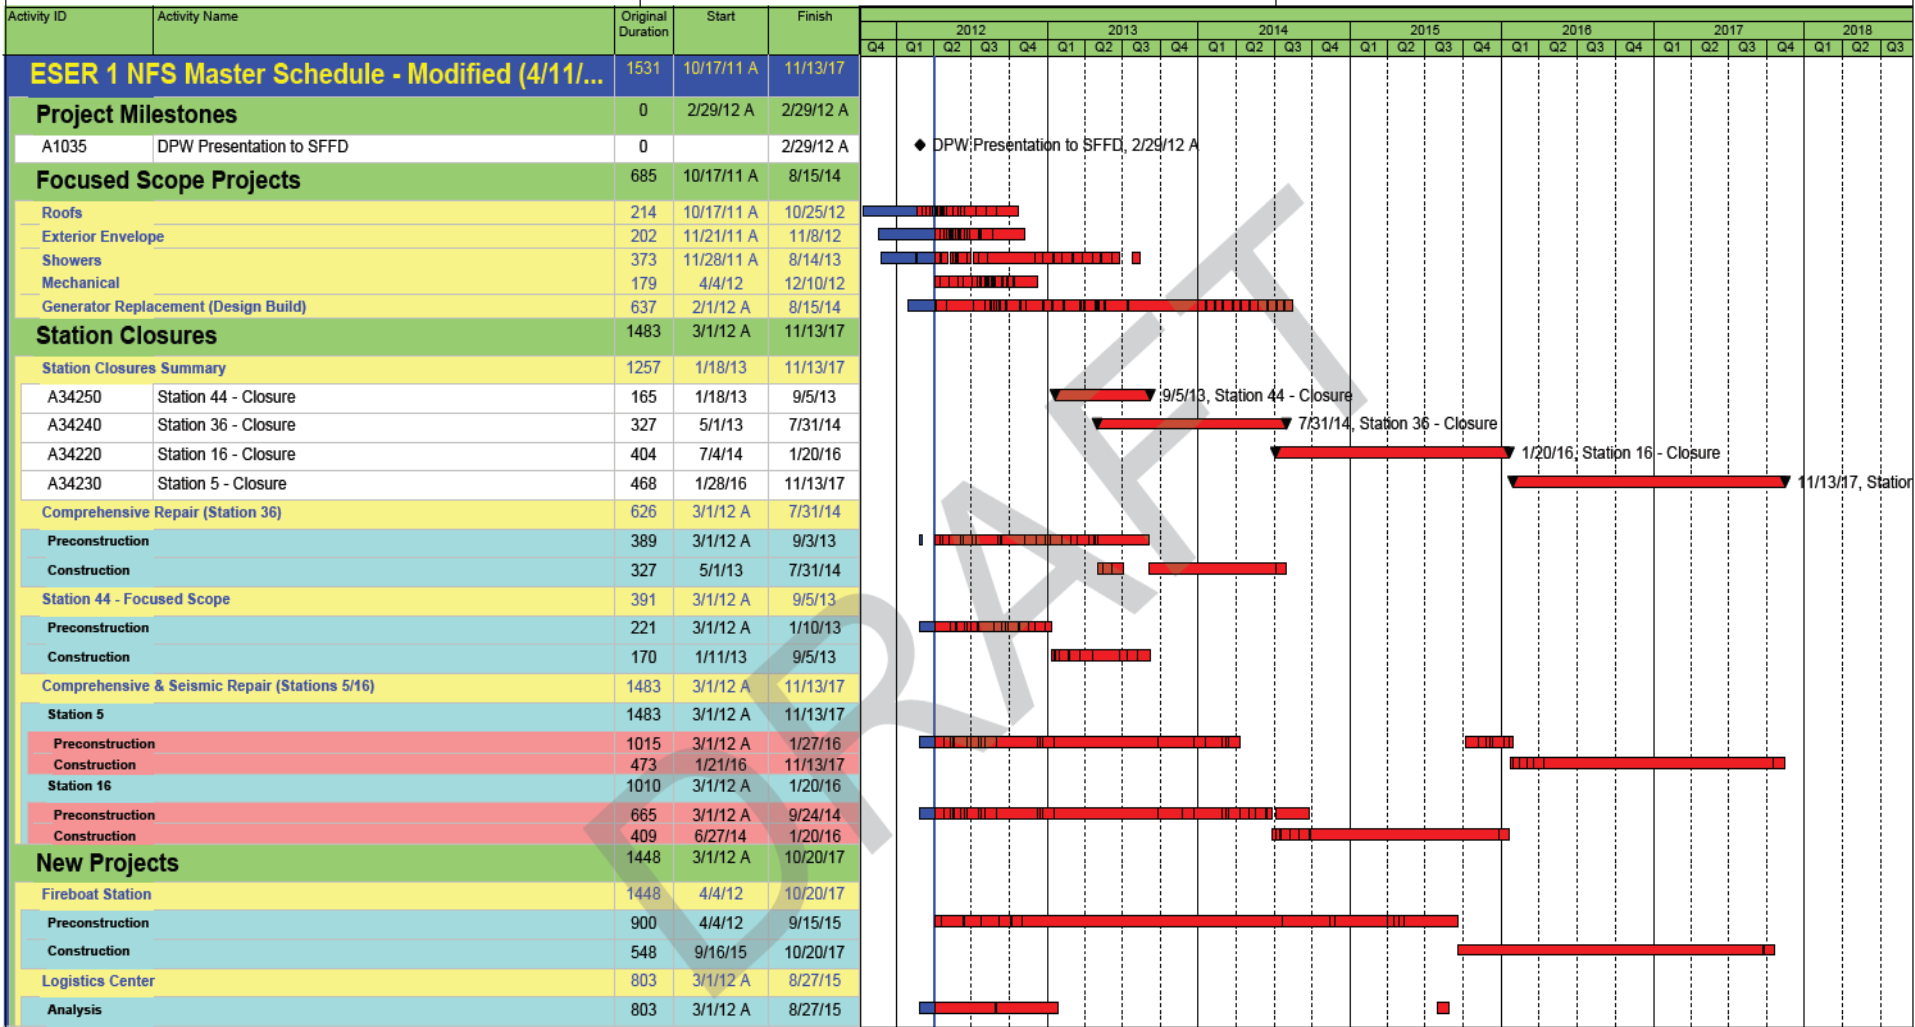 Activity ID Activity Name Original Duration Start Finish
2012 2013 2014 2015 2016 2017 2018
Q4 Q1 Q2 Q3 Q4 Q1 Q2 Q3 Q4 Q1 Q2 Q3 Q4 Q1 Q2 Q3 Q4 Q1 Q2 Q3 Q4 Q1 Q2 Q3 Q4 Q1 Q2 Q3
ESER 1 NFS Master Schedule - Modified (4/11/... 1531 10/17/11 A 11/13/17
Project Milestones 0 2/29/12 A 2/29/12 A
A1035 DPW Presentation to SFFD 0 2/29/12 A DPW Presentation to SFFD, 2/29/12 A
Focused Scope Projects 685 10/17/11 A 8/15/14
Roofs 214 10/17/11 A 10/25/12
Exterior Envelope 202 11/21/11 A 11/8/12
Showers 373 11/28/11 A 8/14/13
Mechanical 179 4/4/12 12/10/12
Generator Replacement (Design Build) 637 2/1/12 A 8/15/14
Station Closures 1483 3/1/12 A 11/13/17
Station Closures Summary 1257 1/18/13 11/13/17
A34250 Station 44 - Closure 165 1/18/13 9/5/13 9/5/13, Station 44 - Closure
A34240 Station 36 - Closure 327 5/1/13 7/31/14 7/31/14, Station 36 - Closure
A34220 Station 16 - Closure 404 7/4/14 1/20/16 1/20/16, Station 16 - Closure
A34230 Station 5 - Closure 468 1/28/16 11/13/17 11/13/17, Station
Comprehensive Repair (Station 36) 626 3/1/12 A 7/31/14
Preconstruction 389 3/1/12 A 9/3/13
Construction 327 5/1/13 7/31/14
Station 44 - Focused Scope 391 3/1/12 A 9/5/13
Preconstruction 221 3/1/12 A 1/10/13
Construction 170 1/11/13 9/5/13
Comprehensive & Seismic Repair (Stations 5/16) 1483 3/1/12 A 11/13/17
Station 5 1483 3/1/12 A 11/13/17
Preconstruction 1015 3/1/12 A 1/27/16
Construction 473 1/21/16 11/13/17
Station 16 1010 3/1/12 A 1/20/16
Preconstruction 665 3/1/12 A 9/24/14
Construction 409 6/27/14 1/20/16
New Projects 1448 3/1/12 A 10/20/17
Fireboat Station 1448 4/4/12 10/20/17
Preconstruction 900 4/4/12 9/15/15
Construction 548 9/16/15 10/20/17
Logistics Center 803 3/1/12 A 8/27/15
Analysis 803 3/1/12 A 8/27/15
DRAFT